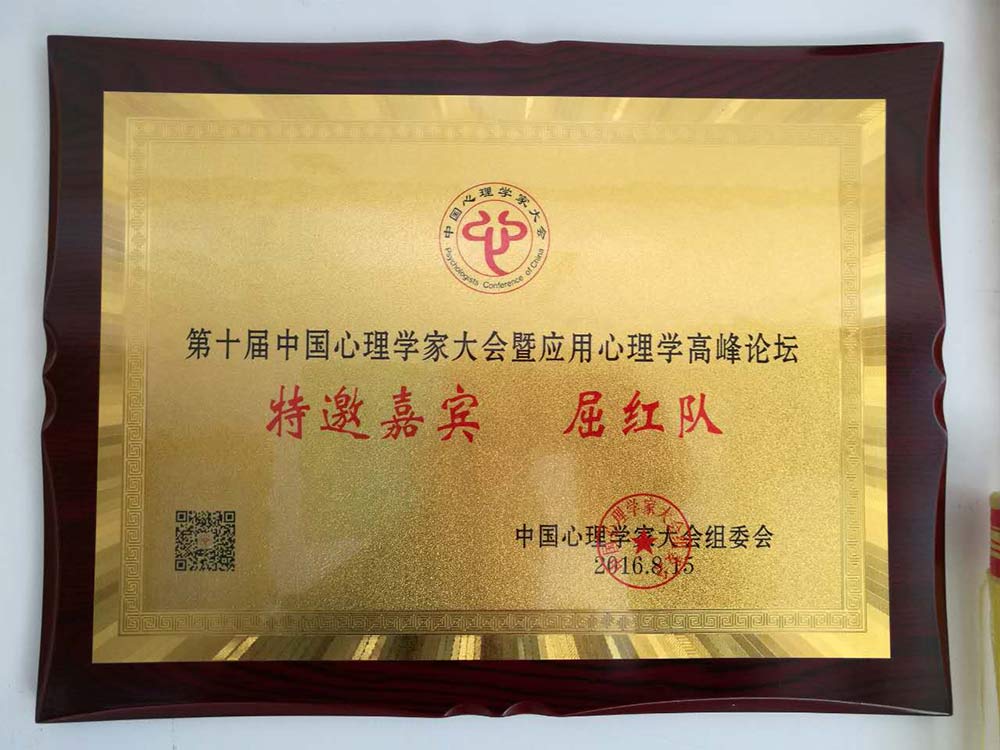 中国心理学家大会
Psychologists Conference of China
第十届中国心理学家大会暨应用心理学高峰论坛
特邀嘉宾 屈红队
中国心理学家大会组委会
2016.8.15